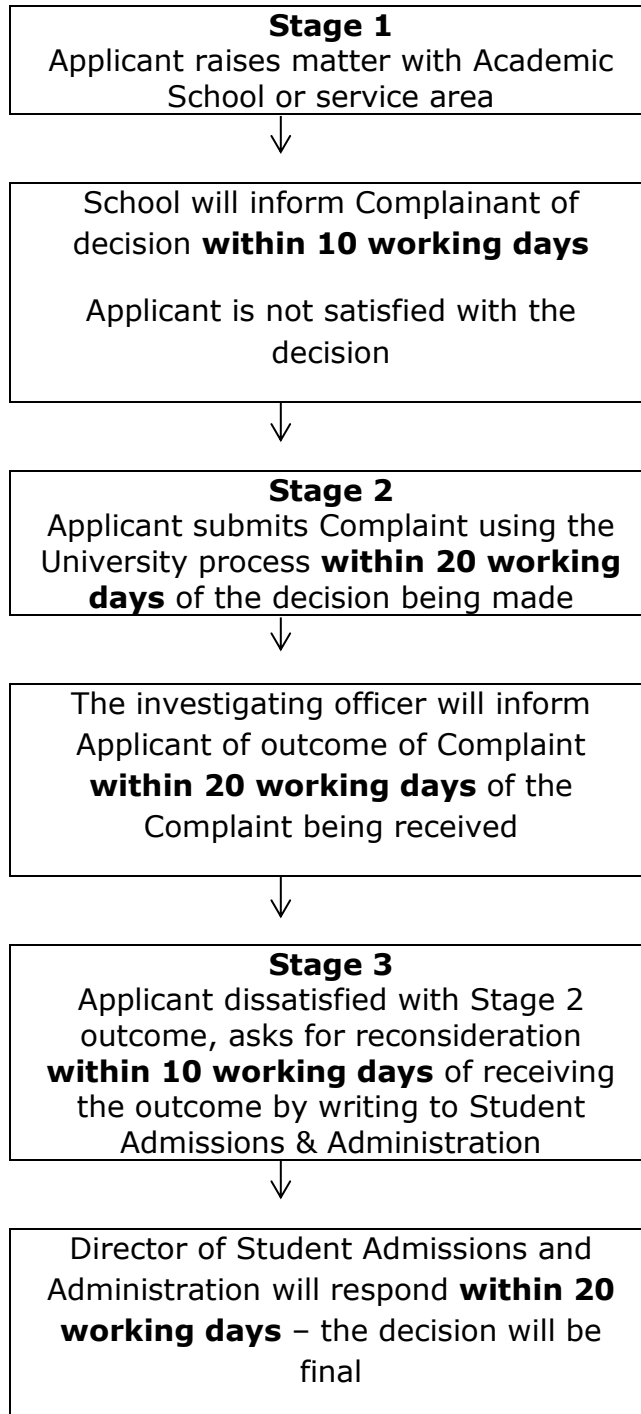 Stage 1
Applicant raises matter with Academic
School or service area
School will inform Complainant of
decision within 10 working days
Applicant is not satisfied with the
decision
Stage 2
Applicant submits Complaint using the
University process within 20 working
days of the decision being made
The investigating officer will inform
Applicant of outcome of Complaint
within 20 working days of the
Complaint being received
Stage 3
Applicant dissatisfied with Stage 2
outcome, asks for reconsideration
within 10 working days of receiving
the outcome by writing to Student
Admissions & Administration
Director of Student Admissions and
Administration will respond within 20
working days – the decision will be
final